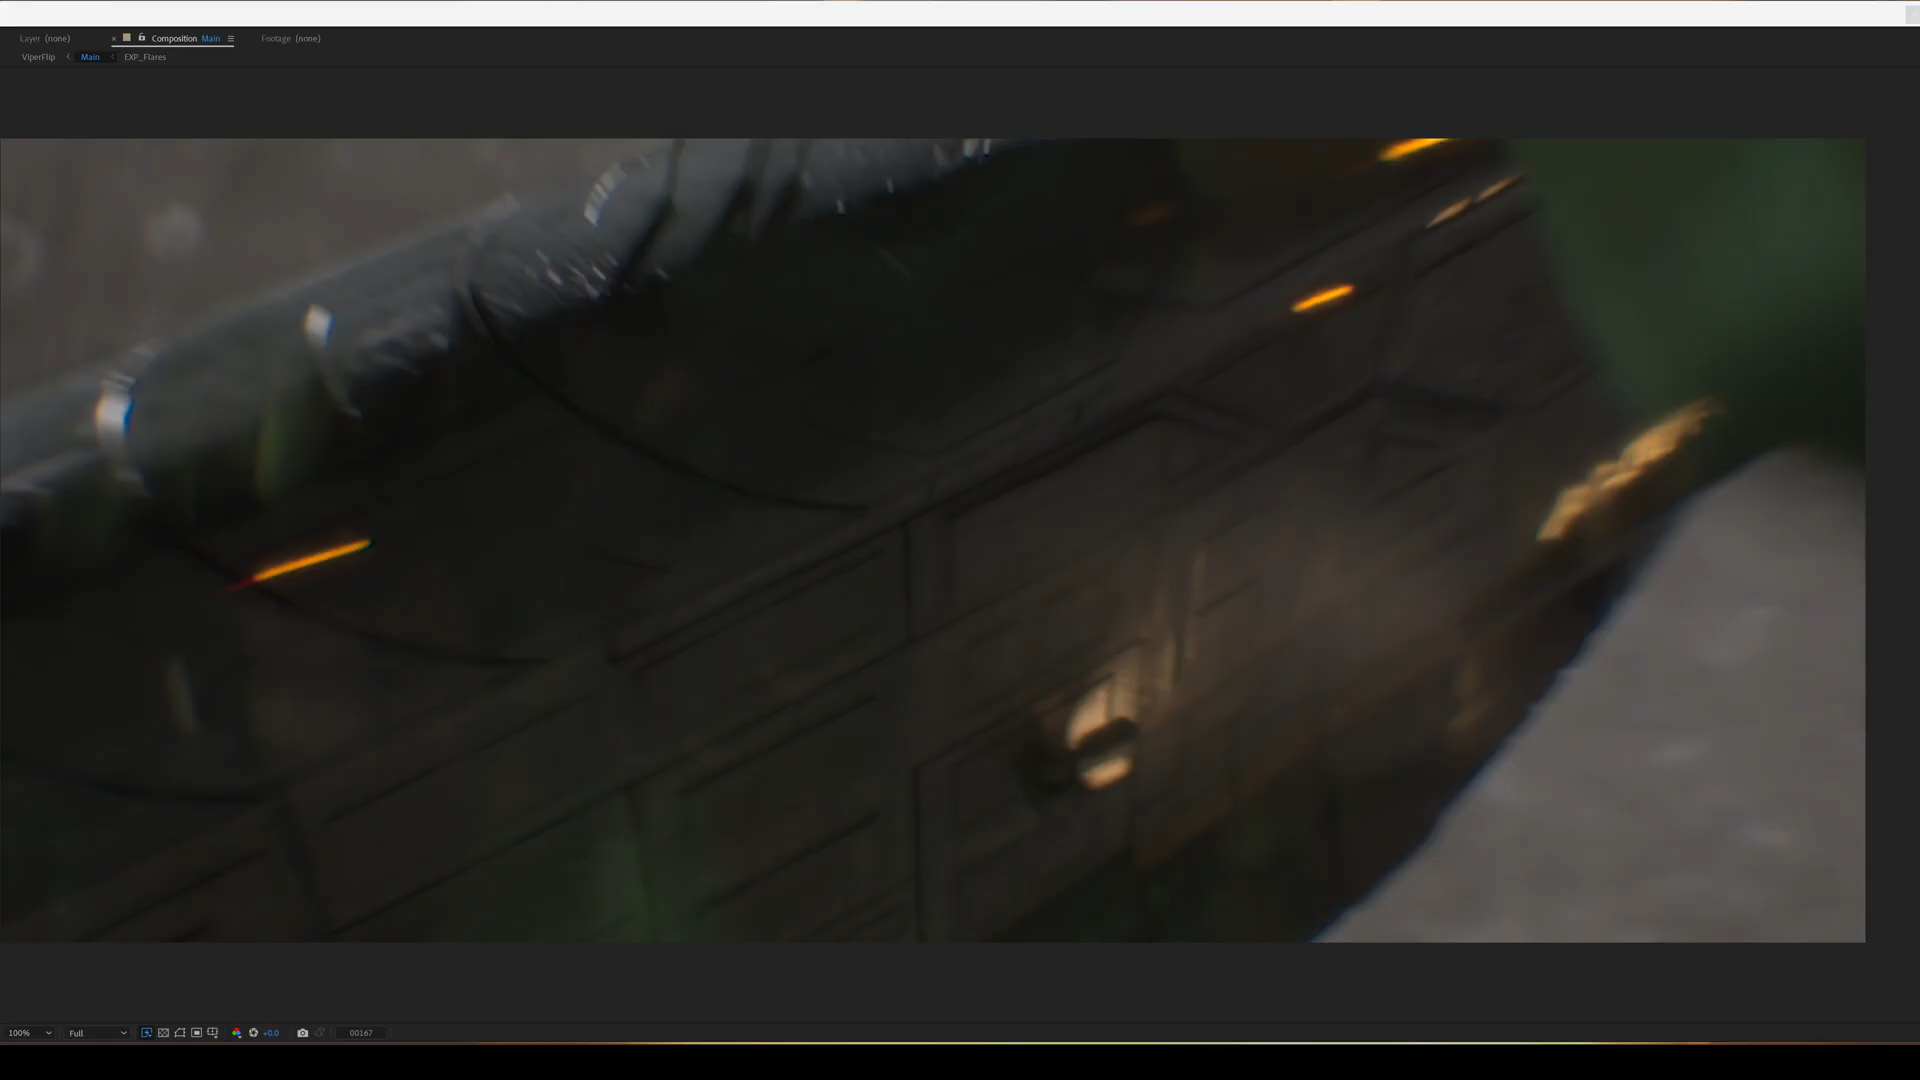 Layer (none)
Composition Main
Footage (none)
ViperFlip
Main
EXP_Flares
100%
Full
+0.0
00167